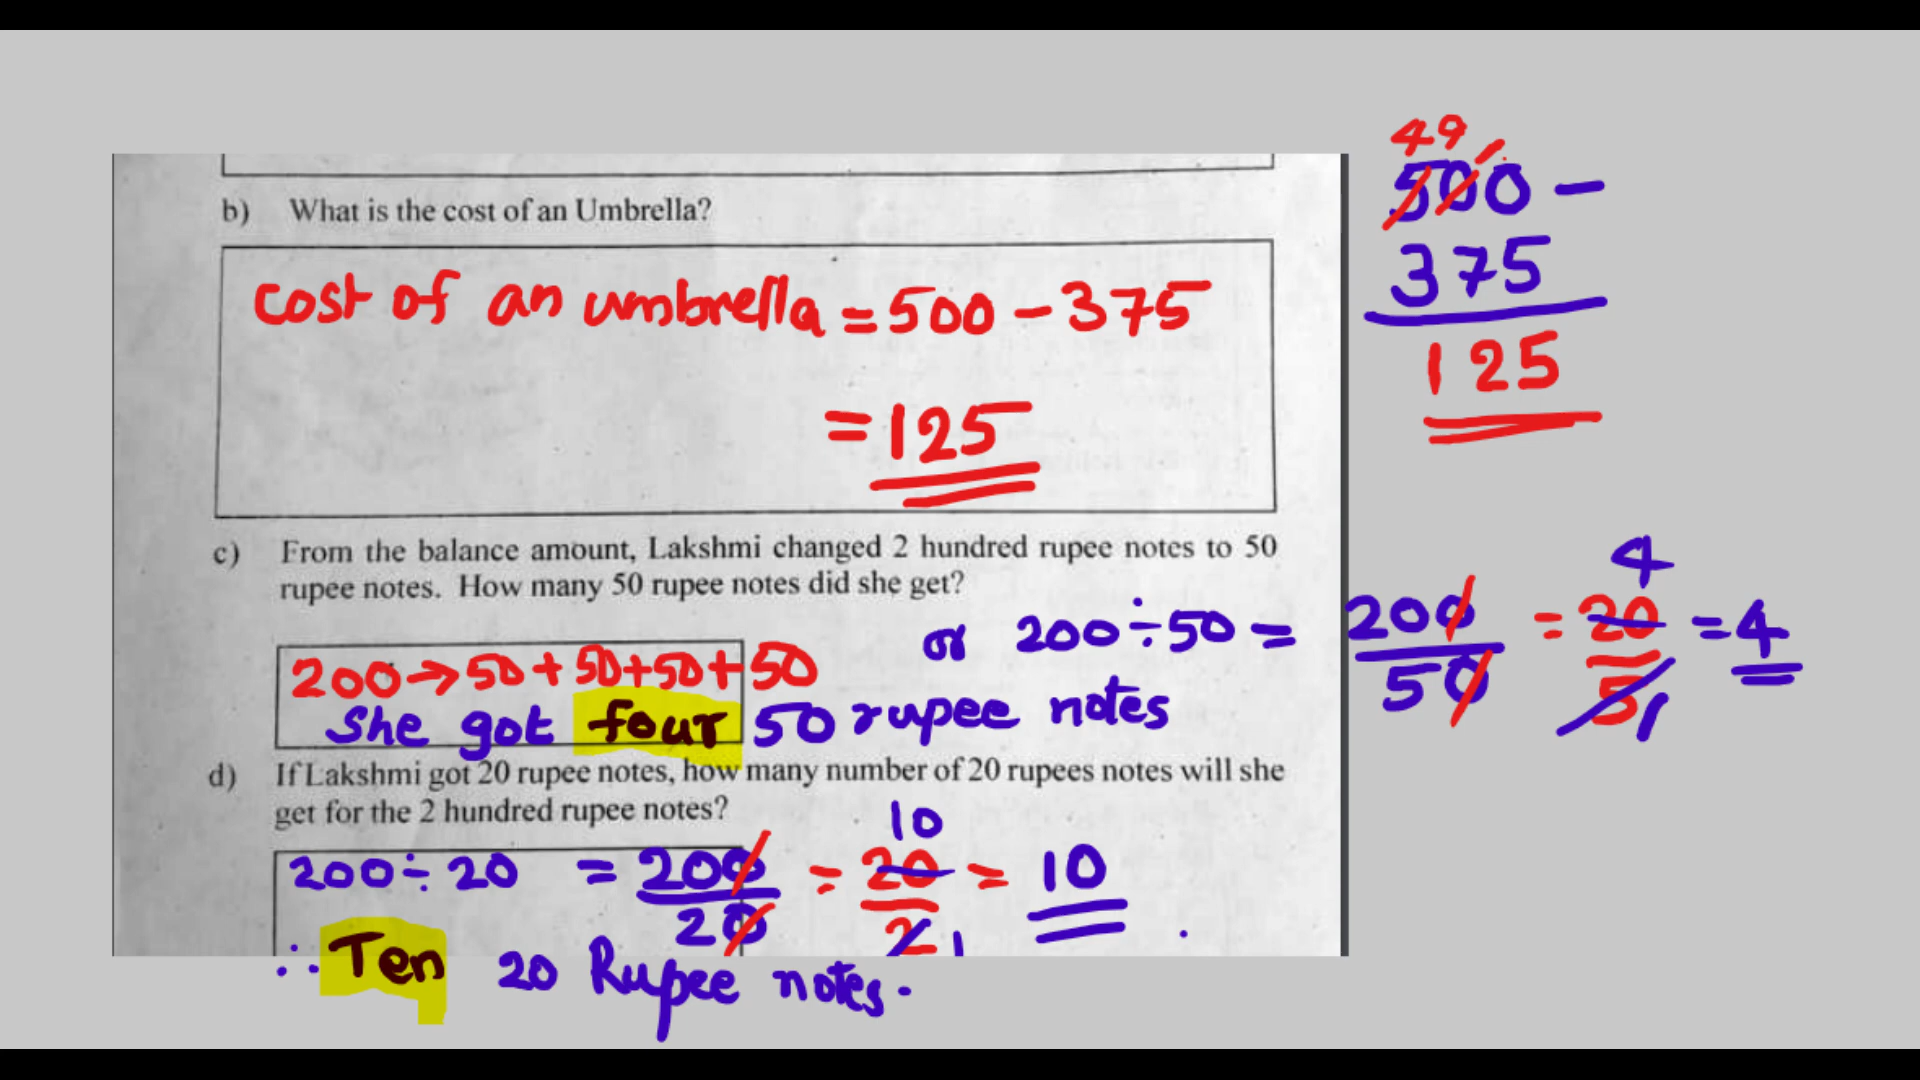 b) What is the cost of an Umbrella?
cost of an umbrella = 500 - 375
= 125
49
500 -
375
125
c) From the balance amount, Lakshmi changed 2 hundred rupee notes to 50
rupee notes. How many 50 rupee notes did she get?
200 → 50 + 50 + 50 + 50
or 200 ÷ 50 = 200/50 = 20/5 = 4
4
1
She got four 50 rupee notes
d) If Lakshmi got 20 rupee notes, how many number of 20 rupees notes will she
get for the 2 hundred rupee notes?
10
200 ÷ 20 = 200/20 = 20/2 = 10
1
∴ Ten 20 Rupee notes.